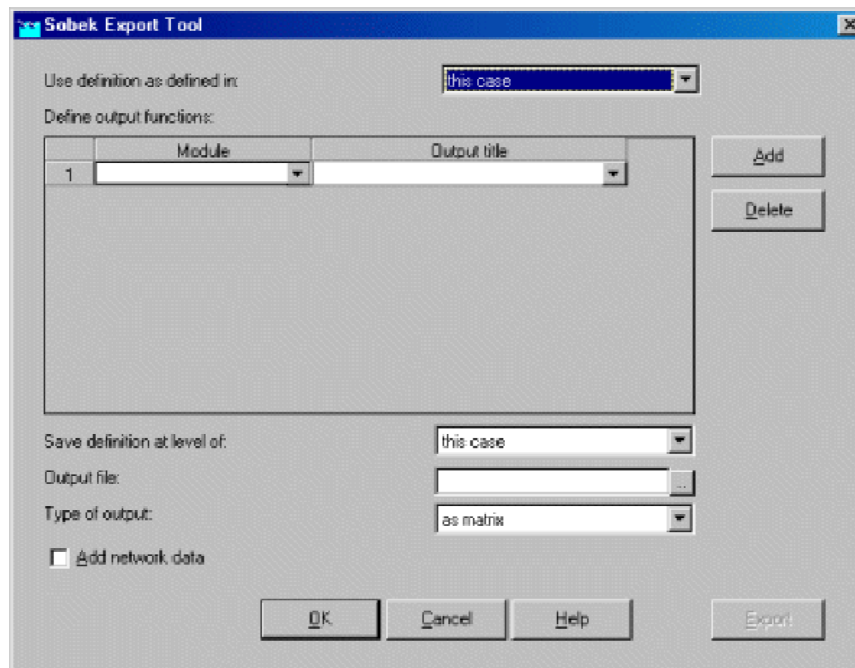 Sobek Export Tool
Use definition as defined in:
this case
Define output functions:
Module
Output title
Add
1
Delete
Save definition at level of:
this case
Output file:
...
Type of output:
as matrix
Add network data
OK
Cancel
Help
Export